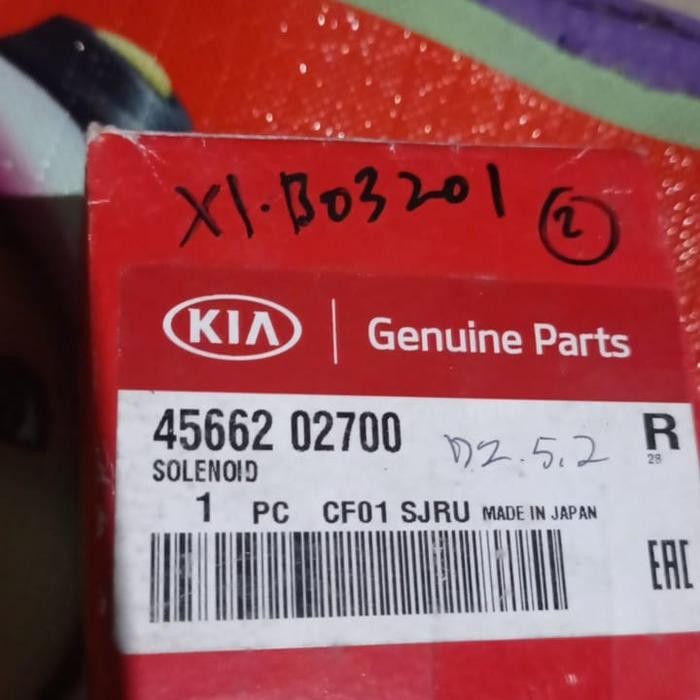 X1.B03201 2
KIA Genuine Parts
45662 02700 D2.5.2 R
SOLENOID 28
1 PC CF01 SJRU MADE IN JAPAN
EAC